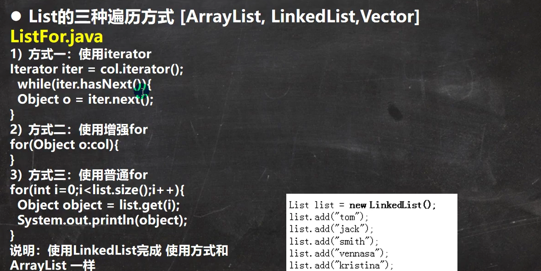 ● List的三种遍历方式 [ArrayList, LinkedList,Vector]
ListFor.java
1) 方式一：使用iterator
Iterator iter = col.iterator();
while(iter.hasNext()){
Object o = iter.next();
}
2) 方式二：使用增强for
for(Object o:col){
}
3) 方式三：使用普通for
for(int i=0;i<list.size();i++){
Object object = list.get(i);
System.out.println(object);
}
说明：使用LinkedList完成 使用方式和
ArrayList 一样
List list = new LinkedList();
list.add("tom");
list.add("jack");
list.add("smith");
list.add("vennasa");
list.add("kristina");